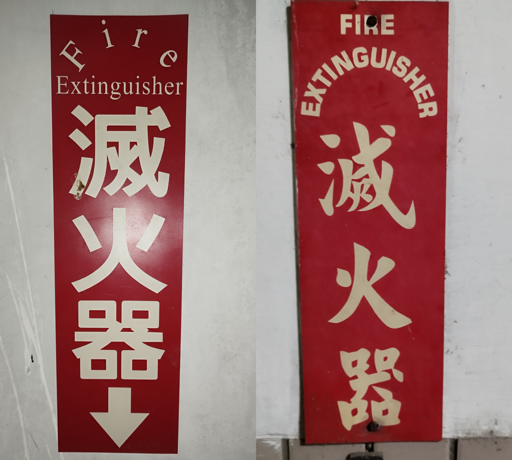 Fire
Extinguisher
滅
火
器
FIRE
EXTINGUISHER
滅
火
器